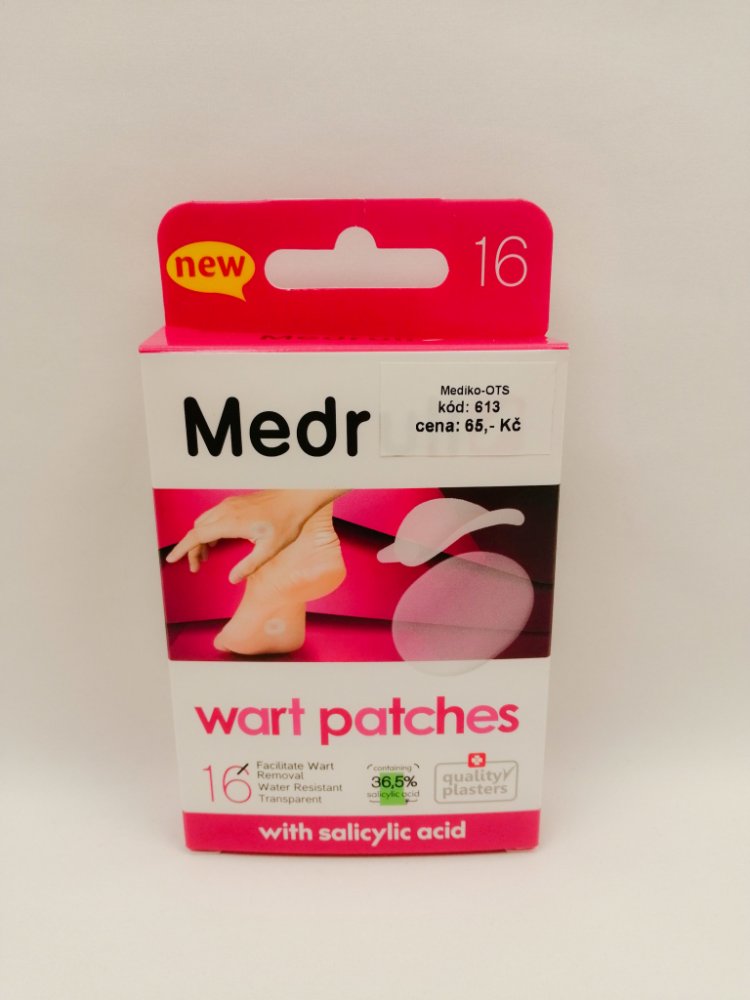 new
16
Medr
Mediko-OTS
kód: 613
cena: 65,- Kč
wart patches
16
Facilitate Wart
Removal
Water Resistant
Transparent
containing
36,5%
salicylic acid
quality
plasters
with salicylic acid